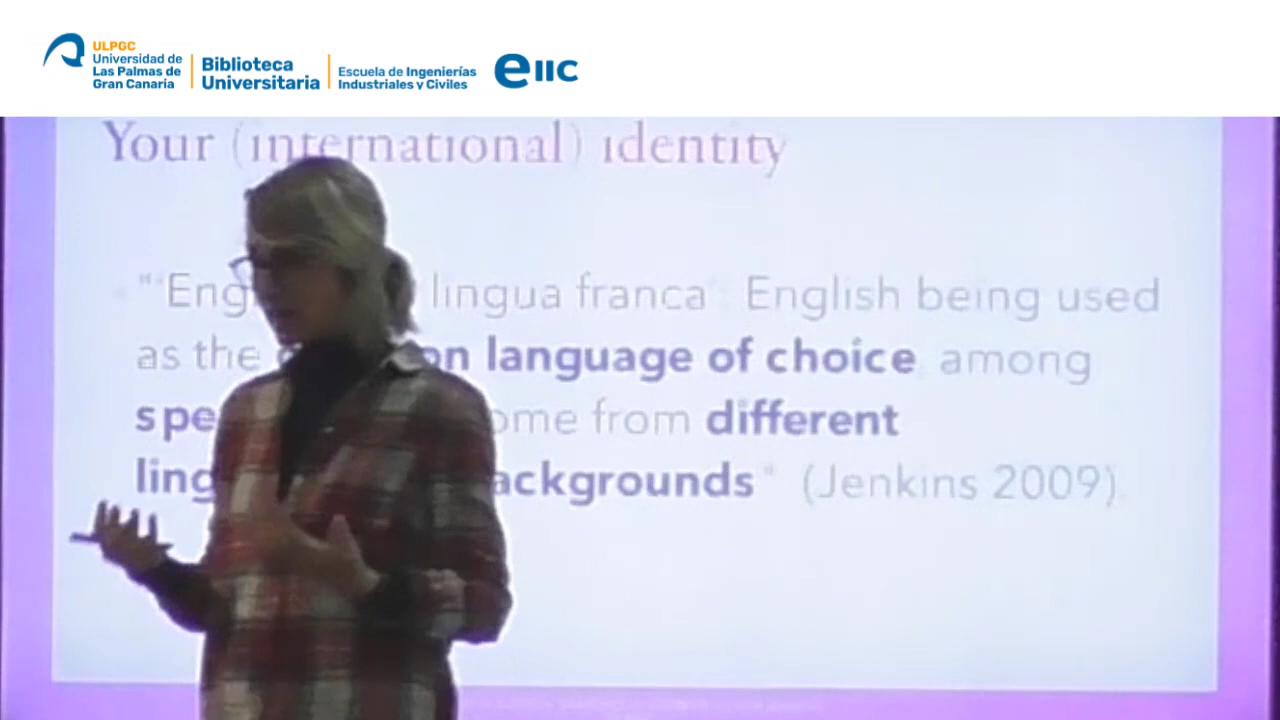 ULPGC
Universidad de
Las Palmas de
Gran Canaria
Biblioteca
Universitaria
Escuela de Ingenierías
Industriales y Civiles
eiic
Your (international) identity
"'Eng lingua franca' English being used
as the on language of choice among
spe ome from different
ling ackgrounds" (Jenkins 2009).